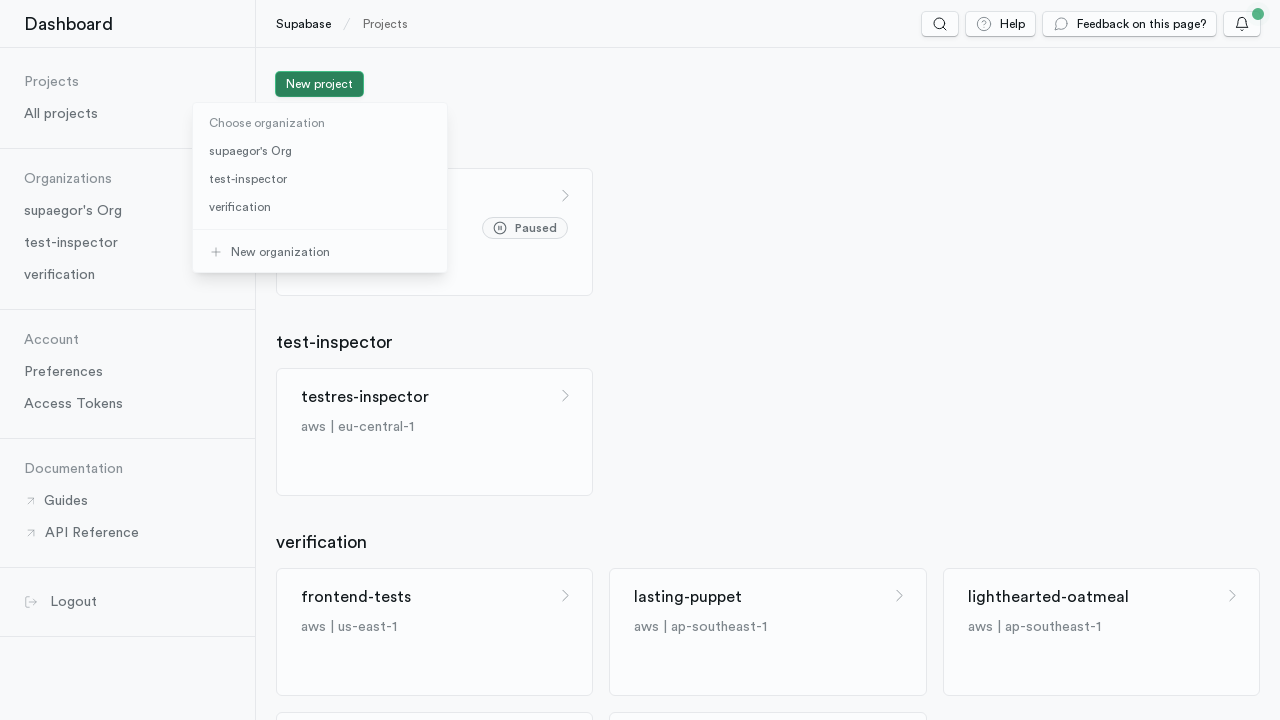 Dashboard
Supabase / Projects
Help
Feedback on this page?
Projects
All projects
Organizations
supaegor's Org
test-inspector
verification
Account
Preferences
Access Tokens
Documentation
Guides
API Reference
Logout
New project
Choose organization
supaegor's Org
test-inspector
verification
New organization
Paused
test-inspector
testres-inspector
aws | eu-central-1
verification
frontend-tests
aws | us-east-1
lasting-puppet
aws | ap-southeast-1
lighthearted-oatmeal
aws | ap-southeast-1